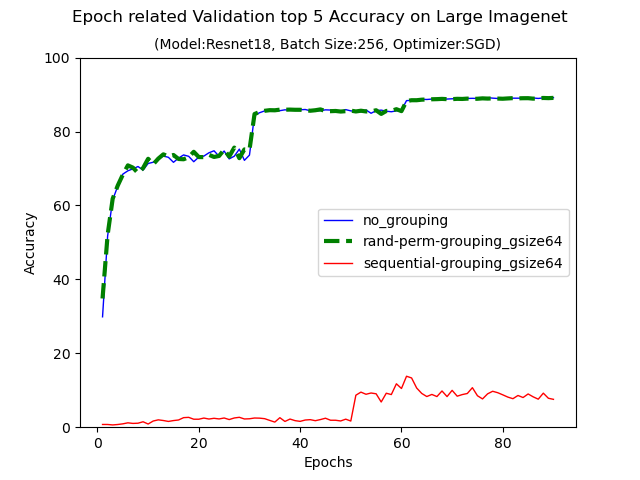 Epoch related Validation top 5 Accuracy on Large Imagenet
(Model:Resnet18, Batch Size:256, Optimizer:SGD)
100
80
60
40
20
0
Accuracy
no_grouping
rand-perm-grouping_gsize64
sequential-grouping_gsize64
0 20 40 60 80
Epochs